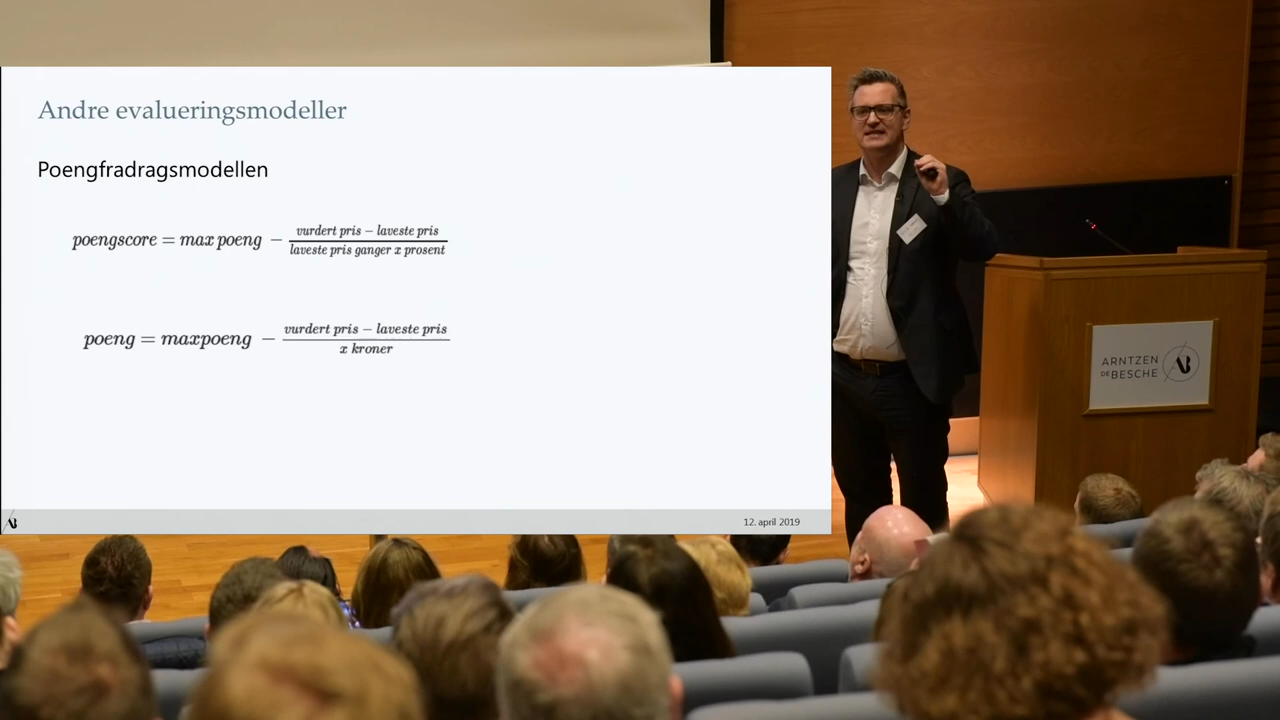 Andre evalueringsmodeller
Poengfradragsmodellen
poengscore = max poeng − vurdert pris − laveste pris / laveste pris ganger x prosent
poeng = maxpoeng − vurdert pris − laveste pris / x kroner
12. april 2019
ARNTZEN
DE BESCHE